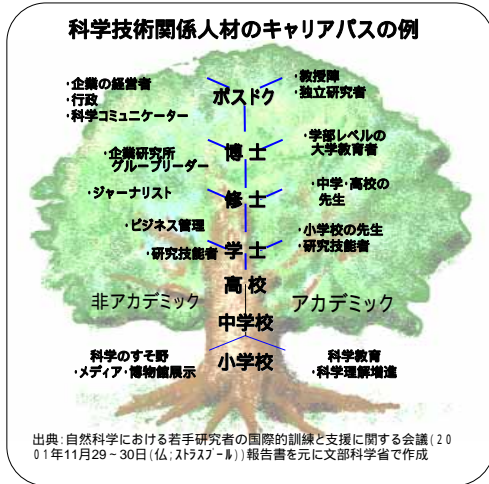 科学技術関係人材のキャリアパスの例
・企業の経営者
・行政
・科学コミュニケーター
ポスドク
・教授陣
・独立研究者
・企業研究所
グループリーダー
博士
・学部レベルの
大学教育者
・ジャーナリスト
修士
・中学・高校の
先生
・ビジネス管理
・研究技能者
学士
・小学校の先生
・研究技能者
高校
非アカデミック
アカデミック
中学校
科学のすそ野
・メディア・博物館展示
小学校
科学教育
・科学理解増進
出典:自然科学における若手研究者の国際的訓練と支援に関する会議(20
01年11月29~30日(仏;ストラスブール))報告書を元に文部科学省で作成